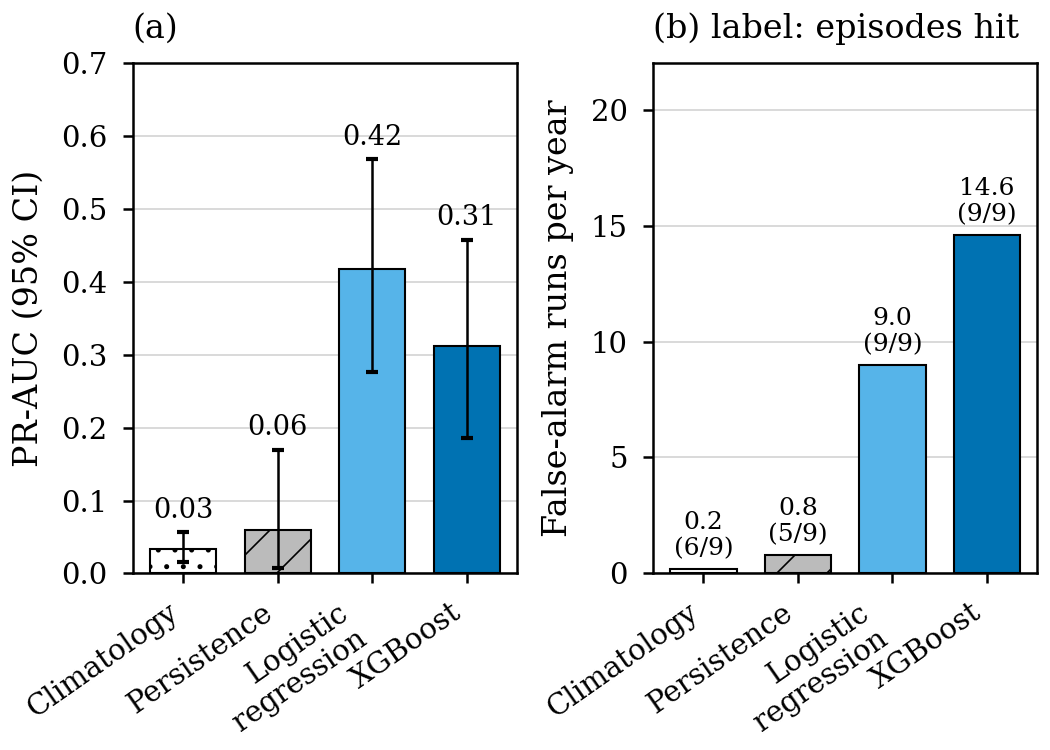 (a)
PR-AUC (95% CI)
0.7
0.6
0.5
0.4
0.3
0.2
0.1
0.0
0.03
0.06
0.42
0.31
Climatology
Persistence
Logistic
regression
XGBoost
(b) label: episodes hit
False-alarm runs per year
20
15
10
5
0
0.2
(6/9)
0.8
(5/9)
9.0
(9/9)
14.6
(9/9)
Climatology
Persistence
Logistic
regression
XGBoost